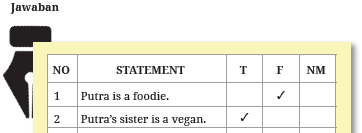 Jawaban
NO STATEMENT T F NM
1 Putra is a foodie. ✓
2 Putra's sister is a vegan. ✓